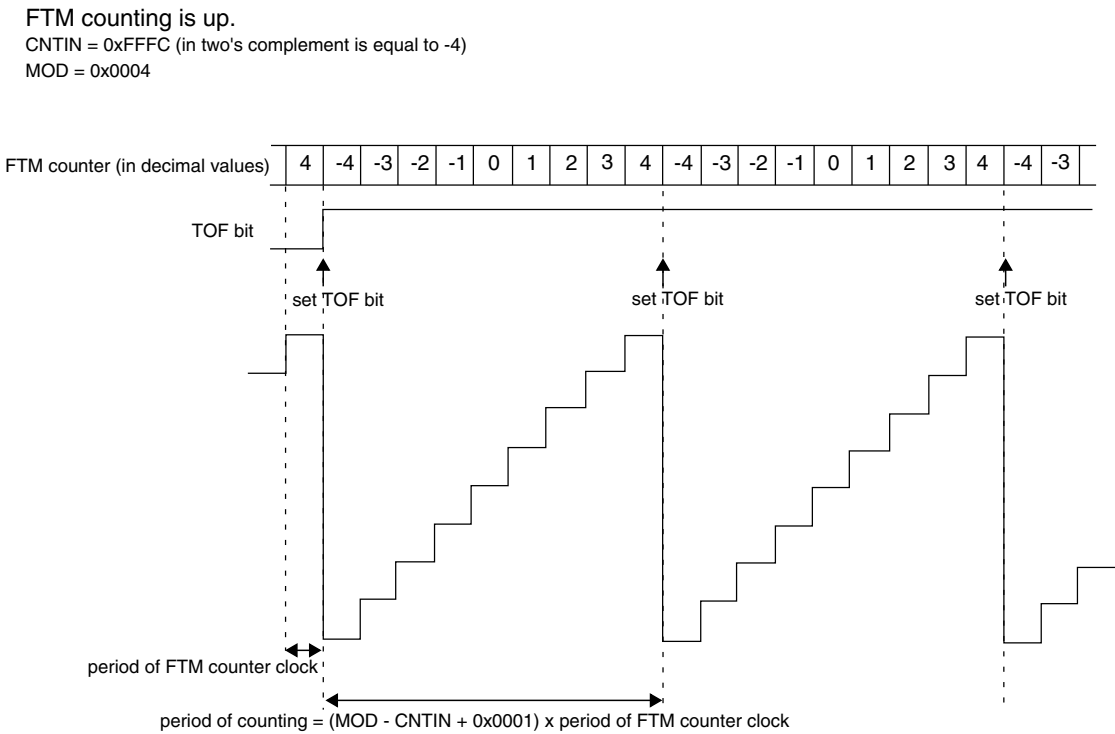 FTM counting is up.
CNTIN = 0xFFFC (in two's complement is equal to -4)
MOD = 0x0004
FTM counter (in decimal values) 4 -4 -3 -2 -1 0 1 2 3 4 -4 -3 -2 -1 0 1 2 3 4 -4 -3
TOF bit
set TOF bit set TOF bit set TOF bit
period of FTM counter clock
period of counting = (MOD - CNTIN + 0x0001) x period of FTM counter clock